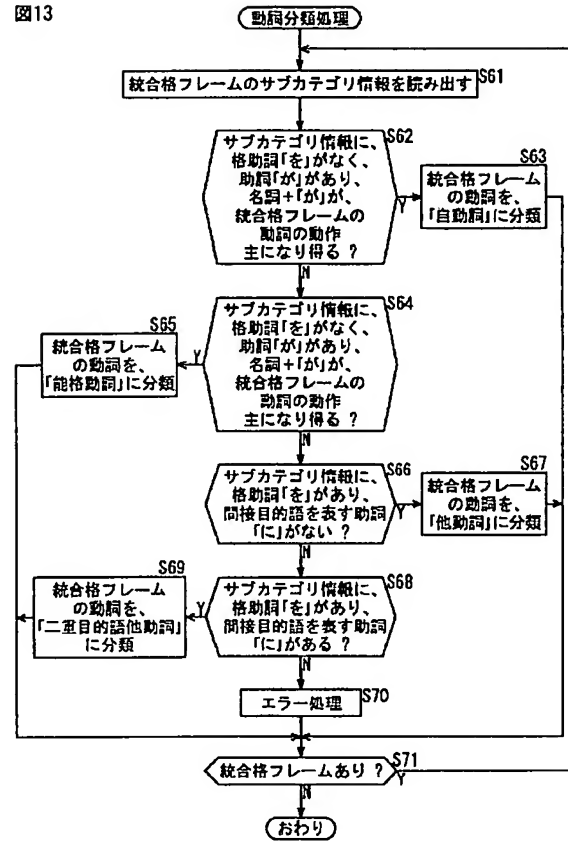 図13
動詞分類処理
統合格フレームのサブカテゴリ情報を読み出す
S61
サブカテゴリ情報に、
格助詞「を」がなく、
助詞「が」があり、
名詞+「が」が、
統合格フレームの
動詞の動作
主になり得る ?
S62
Y
N
S63
統合格フレーム
の動詞を、
「自動詞」に分類
S64
サブカテゴリ情報に、
格助詞「を」がなく、
助詞「が」があり、
名詞+「が」が、
統合格フレームの
動詞の動作
主になり得る ?
Y
N
S65
統合格フレーム
の動詞を、
「能格動詞」に分類
S66
サブカテゴリ情報に、
格助詞「を」があり、
間接目的語を表す助詞
「に」がない ?
Y
N
S67
統合格フレーム
の動詞を、
「他動詞」に分類
S68
サブカテゴリ情報に、
格助詞「を」があり、
間接目的語を表す助詞
「に」がある ?
Y
N
S69
統合格フレーム
の動詞を、
「二重目的語他動詞」
に分類
エラー処理
S70
統合格フレームあり ?
S71
Y
N
おわり